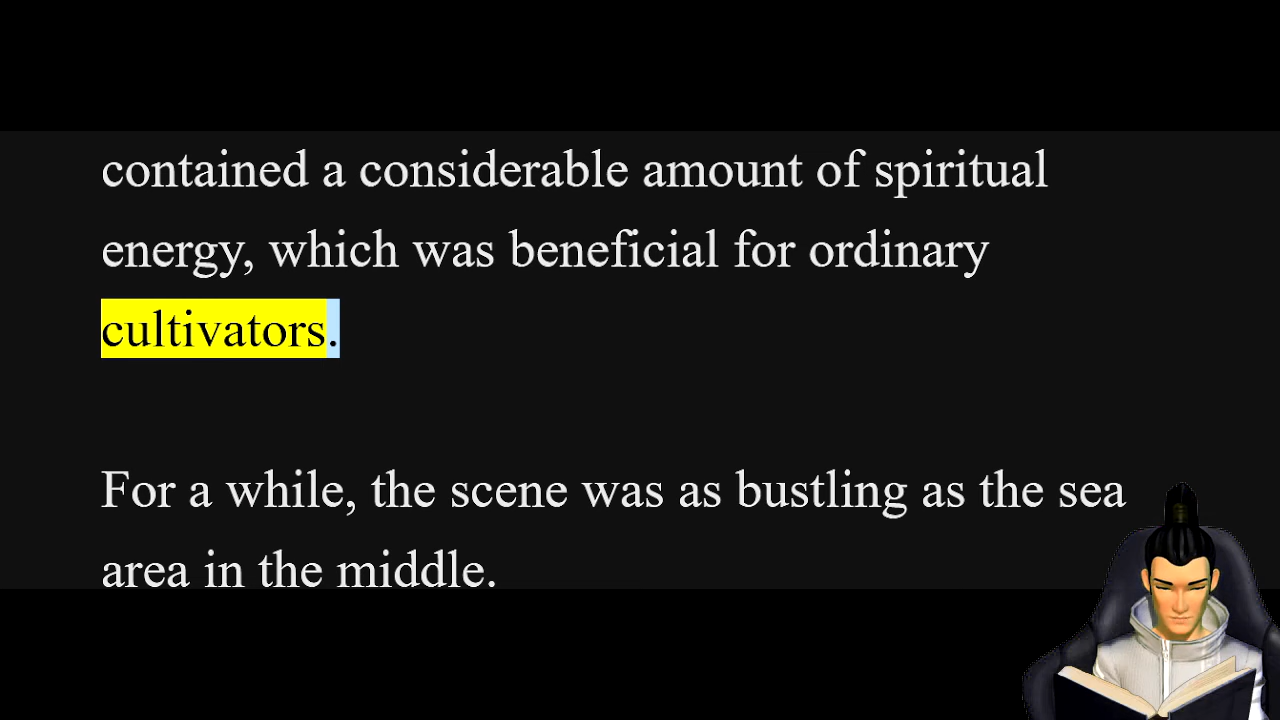 contained a considerable amount of spiritual
energy, which was beneficial for ordinary
cultivators.
For a while, the scene was as bustling as the sea
area in the middle.